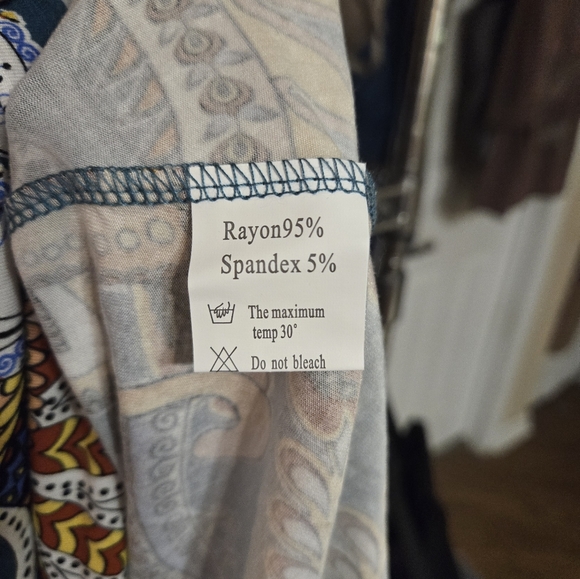 Rayon95%
Spandex 5%
The maximum
temp 30°
Do not bleach